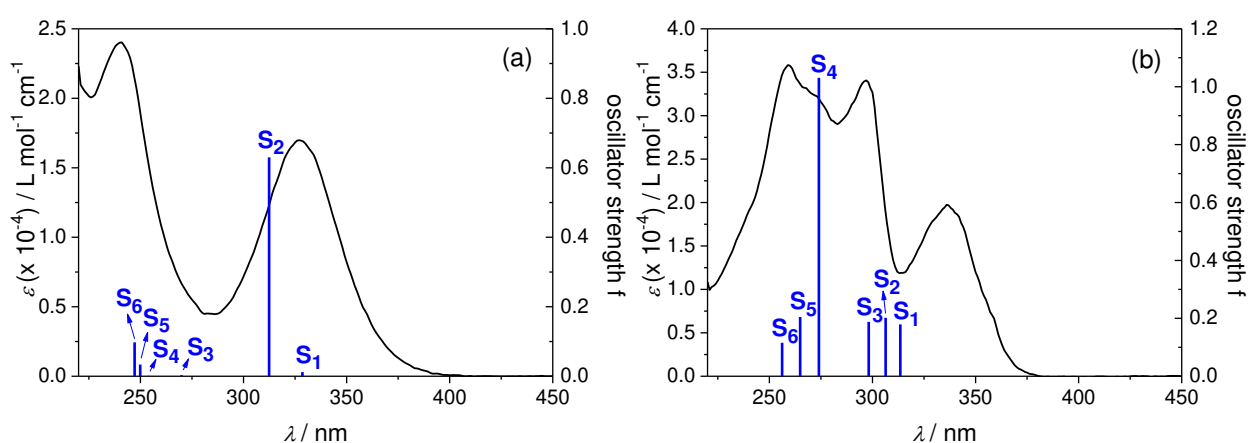 (a)
2.5
2.0
1.5
1.0
0.5
0.0
ε (x 10⁻⁴) / L mol⁻¹ cm⁻¹
1.0
0.8
0.6
0.4
0.2
0.0
oscillator strength f
S₆
S₅
S₄
S₃
S₂
S₁
250 300 350 400 450
λ / nm
(b)
4.0
3.5
3.0
2.5
2.0
1.5
1.0
0.5
0.0
ε (x 10⁻⁴) / L mol⁻¹ cm⁻¹
1.2
1.0
0.8
0.6
0.4
0.2
0.0
oscillator strength f
S₄
S₆
S₅
S₃
S₂
S₁
250 300 350 400 450
λ / nm